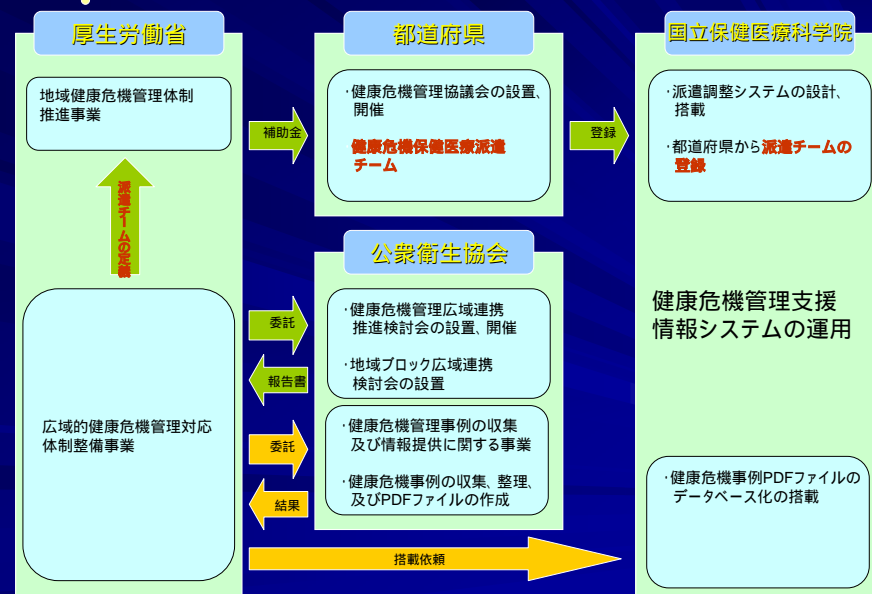 厚生労働省
地域健康危機管理体制
推進事業
派遣チームの定義
広域的健康危機管理対応
体制整備事業
補助金
委託
報告書
委託
結果
搭載依頼
都道府県
・健康危機管理協議会の設置、
開催
健康危機保健医療派遣
チーム
登録
公衆衛生協会
・健康危機管理広域連携
推進検討会の設置、開催
・地域ブロック広域連携
検討会の設置
・健康危機管理事例の収集
及び情報提供に関する事業
・健康危機事例の収集、整理、
及びPDFファイルの作成
国立保健医療科学院
・派遣調整システムの設計、
搭載
・都道府県から派遣チームの
登録
健康危機管理支援
情報システムの運用
・健康危機事例PDFファイルの
データベース化の搭載